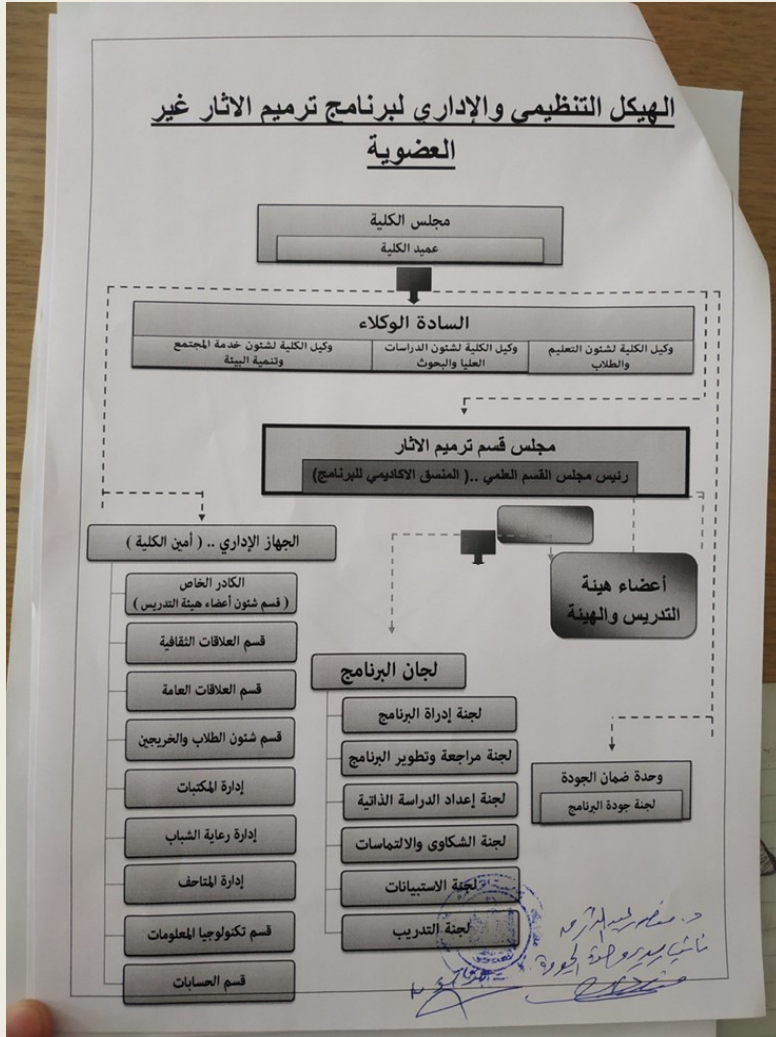 الهيكل التنظيمي والإداري لبرنامج ترميم الاثار غير
العضوية
مجلس الكلية
عميد الكلية
السادة الوكلاء
وكيل الكلية لشئون التعليم
والطلاب
وكيل الكلية لشئون الدراسات
العليا والبحوث
وكيل الكلية لشئون خدمة المجتمع
وتنمية البيئة
مجلس قسم ترميم الاثار
رئيس مجلس القسم العلمي ..( المنسق الاكاديمي للبرنامج)
أعضاء هيئة
التدريس والهيئة
الجهاز الإداري .. ( أمين الكلية )
الكادر الخاص
( قسم شئون أعضاء هيئة التدريس )
قسم العلاقات الثقافية
قسم العلاقات العامة
قسم شئون الطلاب والخريجين
إدارة المكتبات
إدارة رعاية الشباب
إدارة المتاحف
قسم تكنولوجيا المعلومات
قسم الحسابات
لجان البرنامج
لجنة إدراة البرنامج
لجنة مراجعة وتطوير البرنامج
لجنة إعداد الدراسة الذاتية
لجنة الشكاوى والالتماسات
لجنة الاستبيانات
لجنة التدريب
وحدة ضمان الجودة
لجنة جودة البرنامج
د. منصور
مدير وحدة الجودة